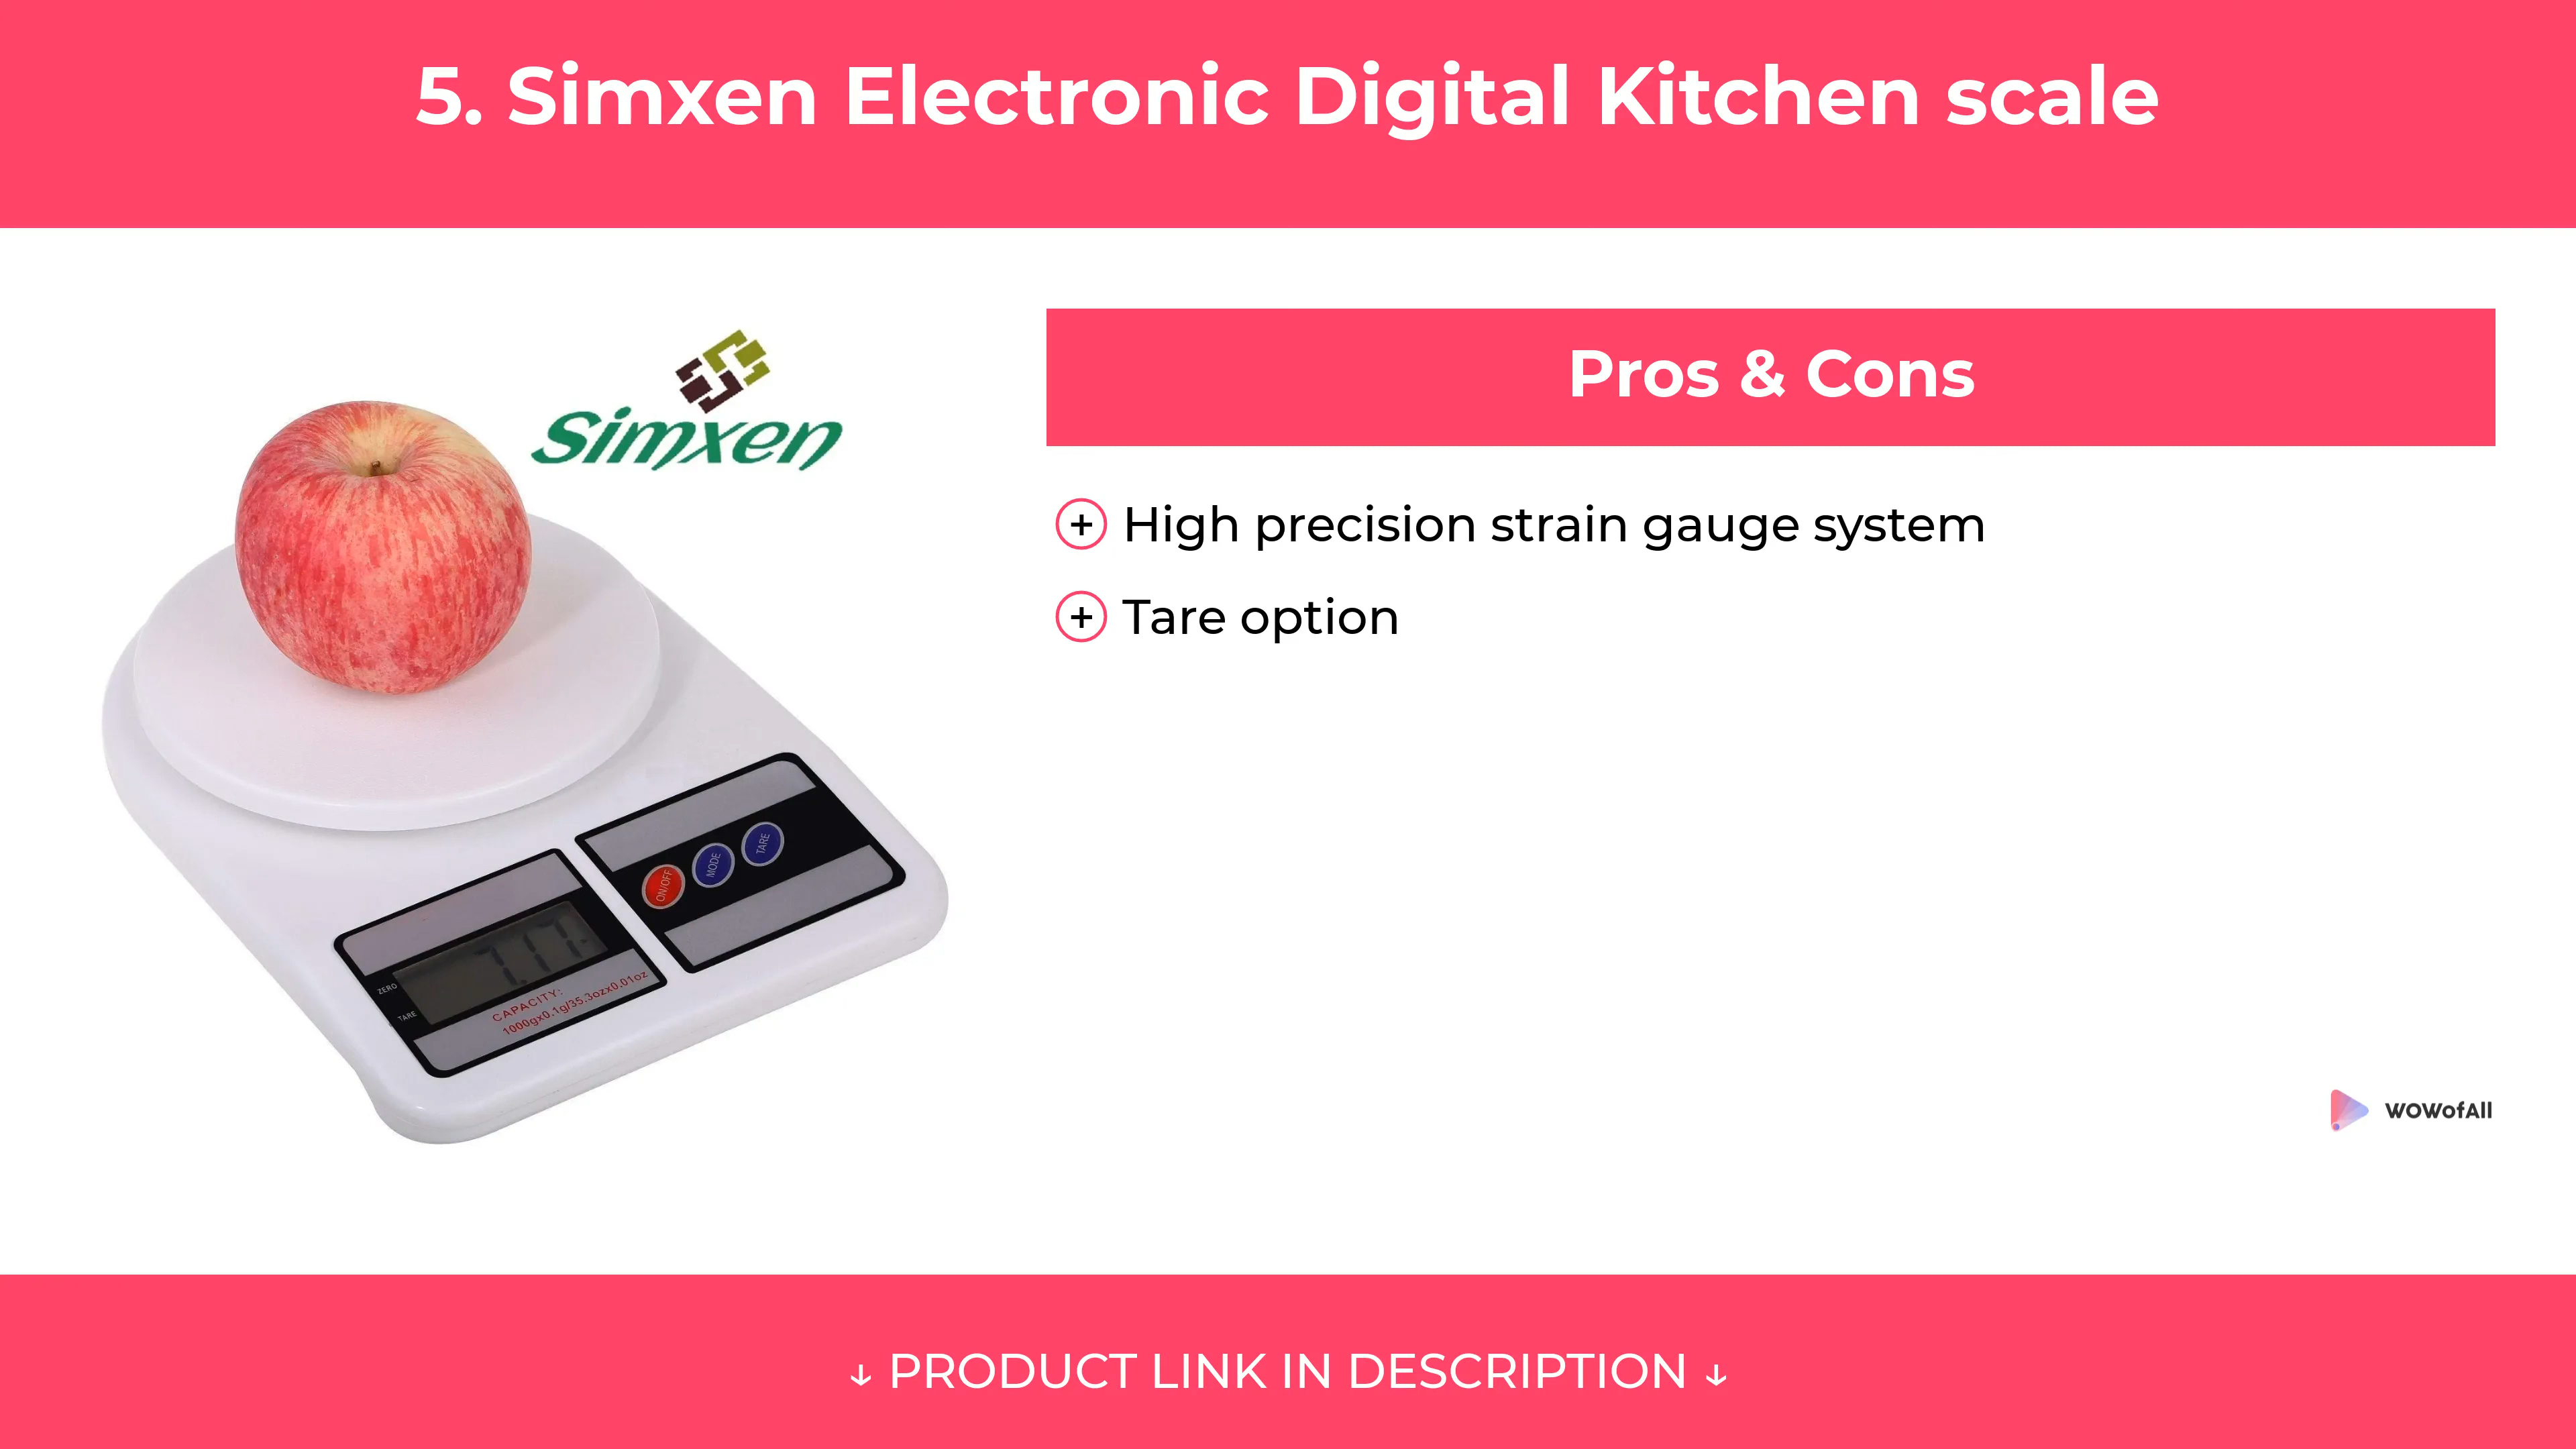 5. Simxen Electronic Digital Kitchen scale
Simxen
Pros & Cons
+ High precision strain gauge system
+ Tare option
ON/OFF
MODE
TARE
ZERO
TARE
CAPACITY:
1000gx0.1g/35.3ozx0.01oz
WOWofAll
↓ PRODUCT LINK IN DESCRIPTION ↓